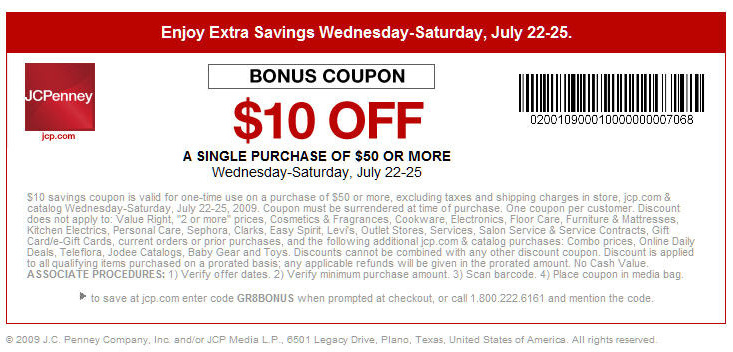 Enjoy Extra Savings Wednesday-Saturday, July 22-25.
JCPenney
jcp.com
BONUS COUPON
$10 OFF
A SINGLE PURCHASE OF $50 OR MORE
Wednesday-Saturday, July 22-25
02001090001000000007068
$10 savings coupon is valid for one-time use on a purchase of $50 or more, excluding taxes and shipping charges in store, jcp.com &
catalog Wednesday-Saturday, July 22-25, 2009. Coupon must be surrendered at time of purchase. One coupon per customer. Discount
does not apply to: Value Right, "2 or more" prices, Cosmetics & Fragrances, Cookware, Electronics, Floor Care, Furniture & Mattresses,
Kitchen Electrics, Personal Care, Sephora, Clarks, Easy Spirit, Levi's, Outlet Stores, Services, Salon Service & Service Contracts, Gift
Card/e-Gift Cards, current orders or prior purchases, and the following additional jcp.com & catalog purchases: Combo prices, Online Daily
Deals, Teleflora, Jodee Catalogs, Baby Gear and Toys. Discounts cannot be combined with any other discount coupon. Discount is applied
to all qualifying items purchased on a prorated basis; any applicable refunds will be given in the prorated amount. No Cash Value.
ASSOCIATE PROCEDURES: 1) Verify offer dates. 2) Verify minimum purchase amount. 3) Scan barcode. 4) Place coupon in media bag.
to save at jcp.com enter code GR8BONUS when prompted at checkout, or call 1.800.222.6161 and mention the code.
© 2009 J.C. Penney Company, Inc. and/or JCP Media L.P., 6501 Legacy Drive, Plano, Texas, United States of America. All rights reserved.